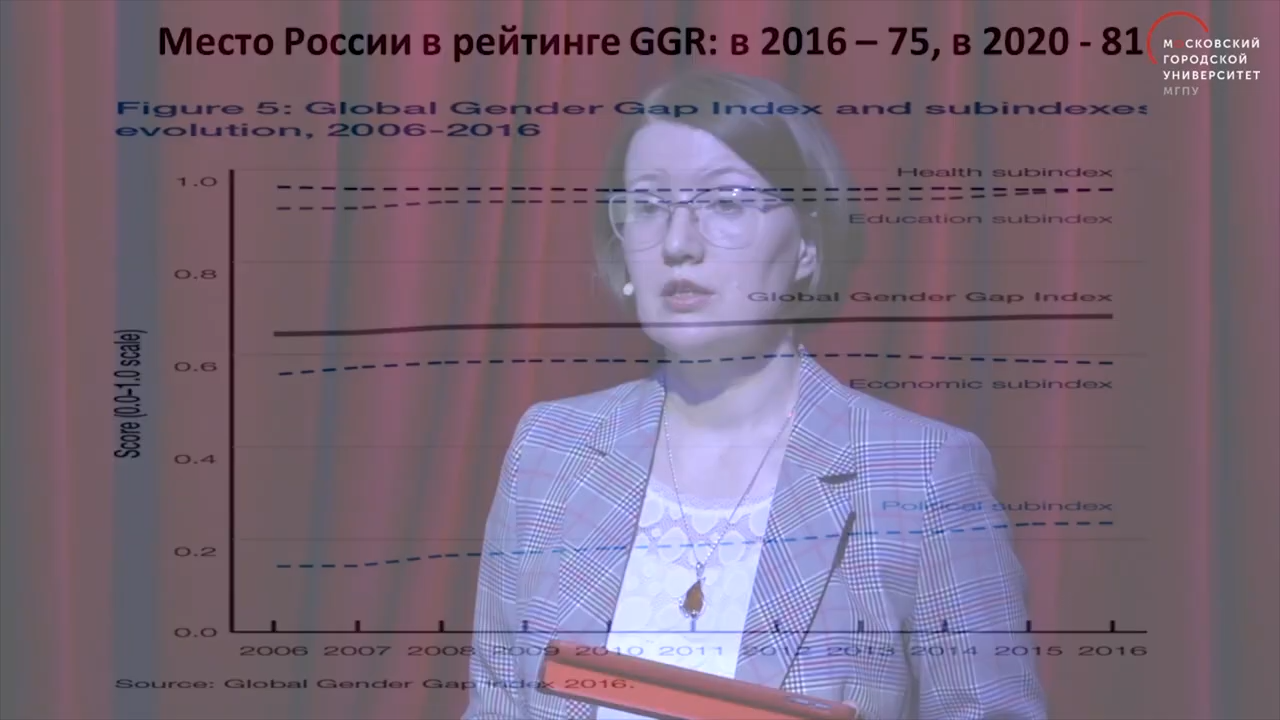 Место России в рейтинге GGR: в 2016 – 75, в 2020 - 81
МОСКОВСКИЙ
ГОРОДСКОЙ
УНИВЕРСИТЕТ
МГПУ
Figure 5: Global Gender Gap Index and subindexes
evolution, 2006-2016
Score (0.0-1.0 scale)
1.0
0.8
0.6
0.4
0.2
0.0
Health subindex
Education subindex
Global Gender Gap Index
Economic subindex
Political subindex
2006 2007 2008 2009 2010 2011 2012 2013 2014 2015 2016
Source: Global Gender Gap Index 2016.